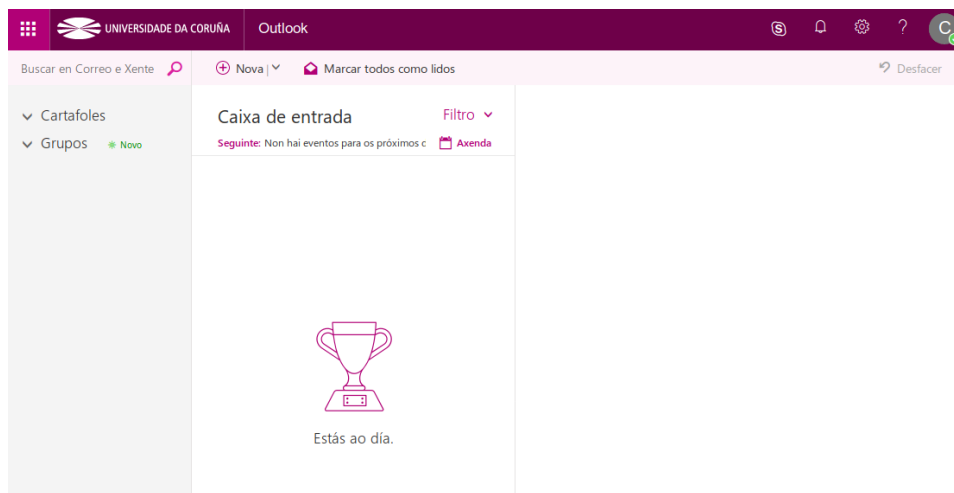 UNIVERSIDADE DA CORUÑA Outlook S ? C
Buscar en Correo e Xente Nova | Marcar todos como lidos Desfacer
Cartafoles Caixa de entrada Filtro
Grupos Novo Seguinte: Non hai eventos para os próximos c Axenda
Estás ao día.